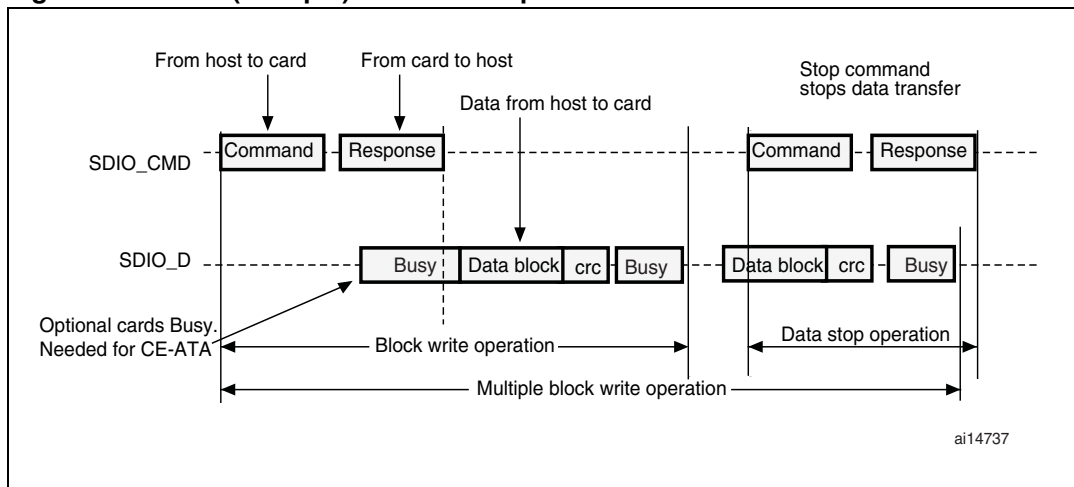 From host to card
From card to host
Data from host to card
Stop command
stops data transfer
SDIO_CMD
Command
Response
Command
Response
SDIO_D
Busy
Data block
crc
Busy
Data block
crc
Busy
Optional cards Busy.
Needed for CE-ATA
Block write operation
Data stop operation
Multiple block write operation
ai14737